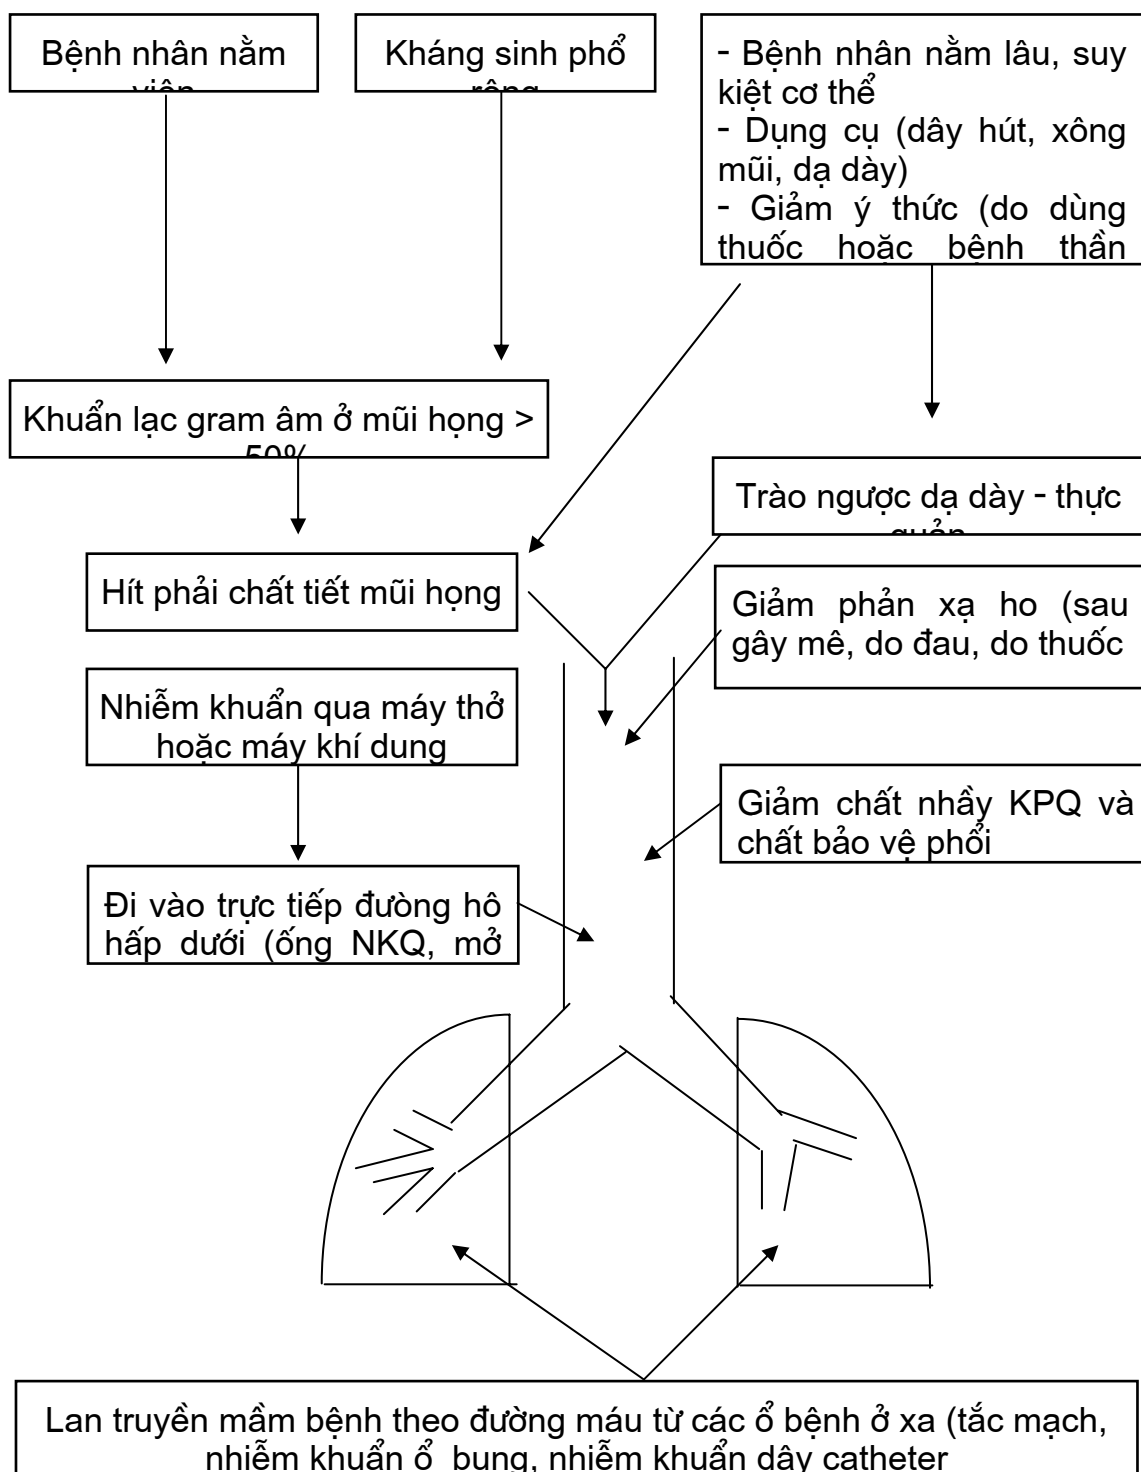 Bệnh nhân nằm
viện
Kháng sinh phổ
rộng
- Bệnh nhân nằm lâu, suy
kiệt cơ thể
- Dụng cụ (dây hút, xông
mũi, dạ dày)
- Giảm ý thức (do dùng
thuốc hoặc bệnh thần
Khuẩn lạc gram âm ở mũi họng >
50%
Trào ngược dạ dày - thực
quản
Hít phải chất tiết mũi họng
Giảm phản xạ ho (sau
gây mê, do đau, do thuốc
Nhiễm khuẩn qua máy thở
hoặc máy khí dung
Giảm chất nhầy KPQ và
chất bảo vệ phổi
Đi vào trực tiếp đưòng hô
hấp dưới (ống NKQ, mở
Lan truyền mầm bệnh theo đường máu từ các ổ bệnh ở xa (tắc mạch,
nhiễm khuẩn ổ bụng, nhiễm khuẩn dây catheter